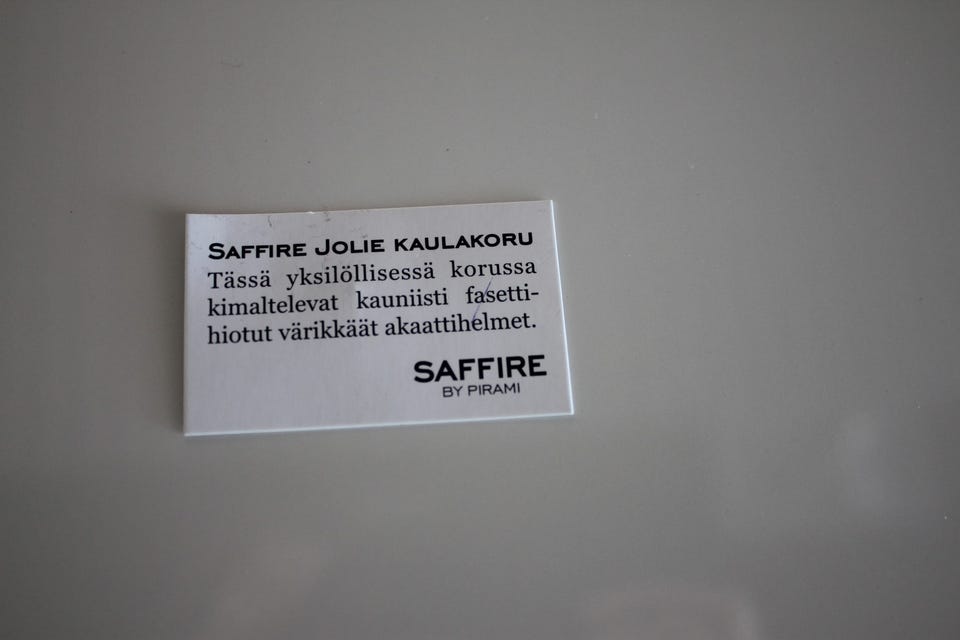 Saffire Jolie kaulakoru
Tässä yksilöllisessä korussa
kimaltelevat kauniisti fasetti-
hiotut värikkäät akaattihelmet.
SAFFIRE
BY PIRAMI